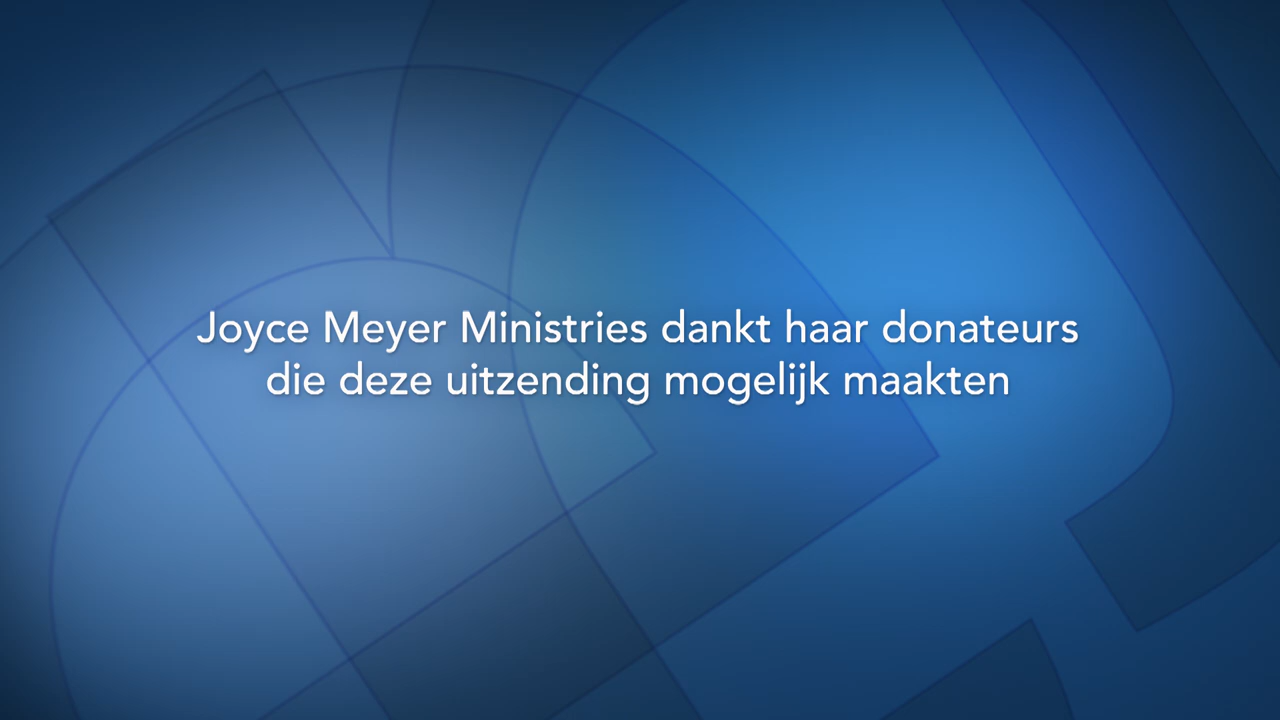 Joyce Meyer Ministries dankt haar donateurs
die deze uitzending mogelijk maakten